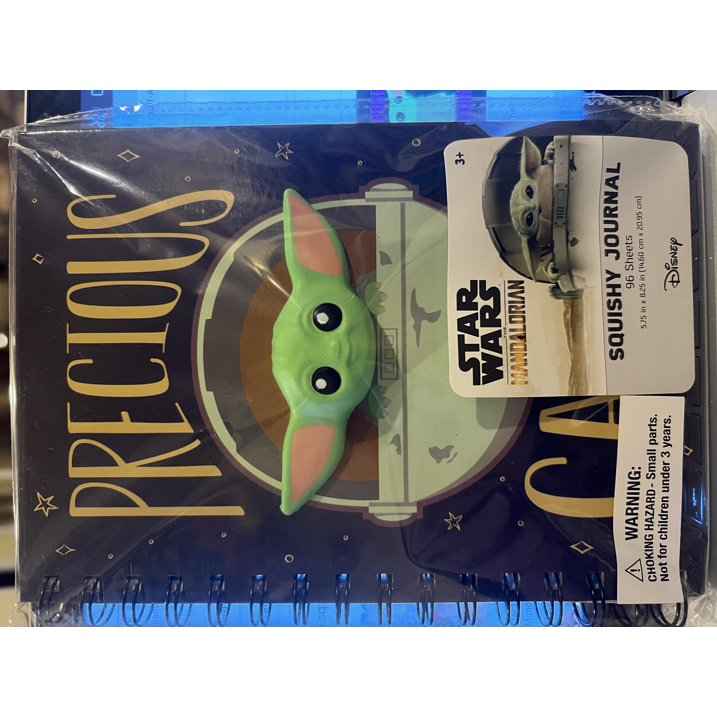 PRECIOUS
CA
3+
STAR
WARS
THE
MANDALORIAN
SQUISHY JOURNAL
96 Sheets
5.75 in x 8.25 in (14.60 cm x 20.95 cm)
Disney
WARNING:
CHOKING HAZARD - Small parts.
Not for children under 3 years.